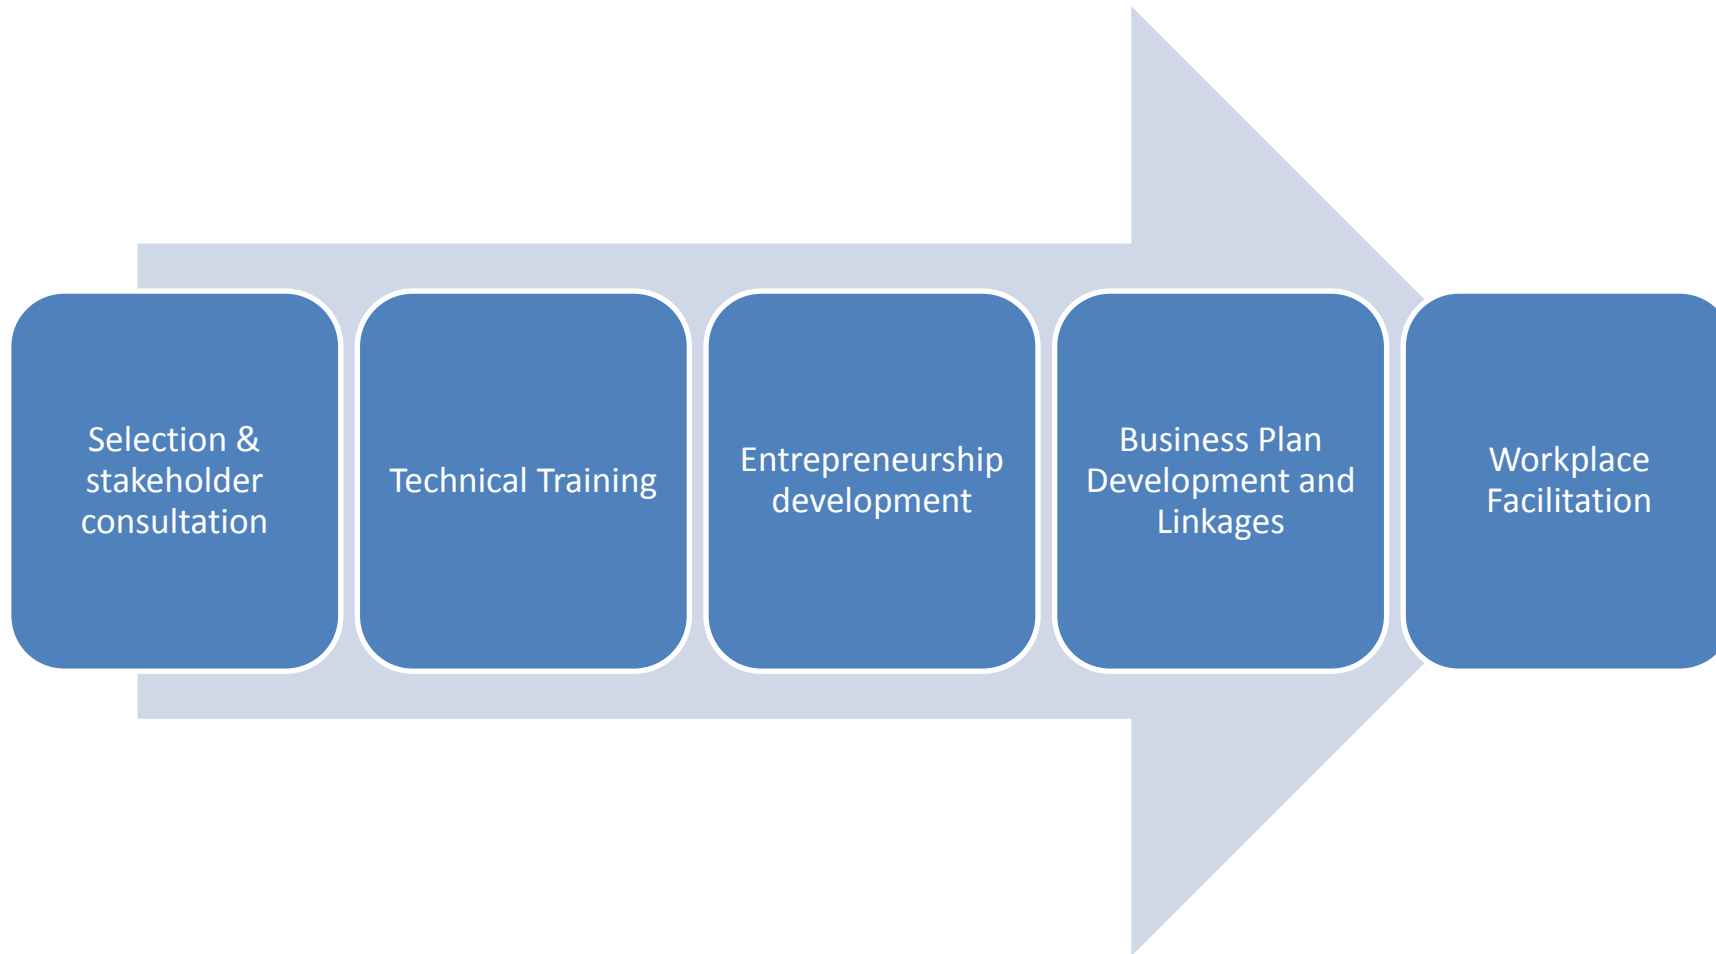 Selection &
stakeholder
consultation
Technical Training
Entrepreneurship
development
Business Plan
Development and
Linkages
Workplace
Facilitation